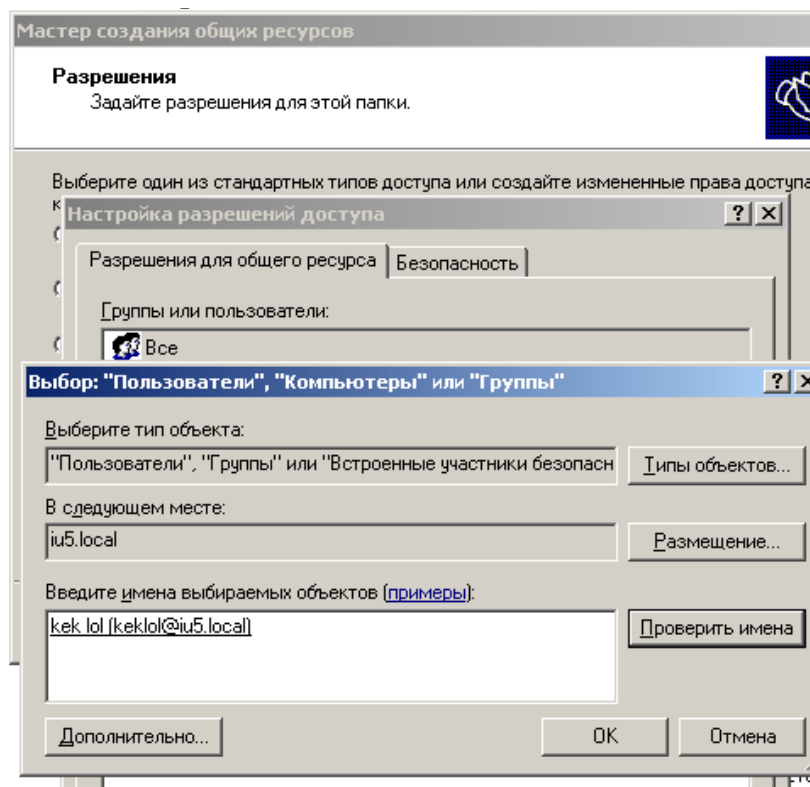 Мастер создания общих ресурсов
Разрешения
Задайте разрешения для этой папки.
Выберите один из стандартных типов доступа или создайте измененные права доступа
Настройка разрешений доступа
Разрешения для общего ресурса Безопасность
Группы или пользователи:
Все
Выбор: "Пользователи", "Компьютеры" или "Группы"
Выберите тип объекта:
"Пользователи", "Группы" или "Встроенные участники безопасн Типы объектов...
В следующем месте:
iu5.local Размещение...
Введите имена выбираемых объектов (примеры):
kek lol (keklol@iu5.local) Проверить имена
Дополнительно... OK Отмена